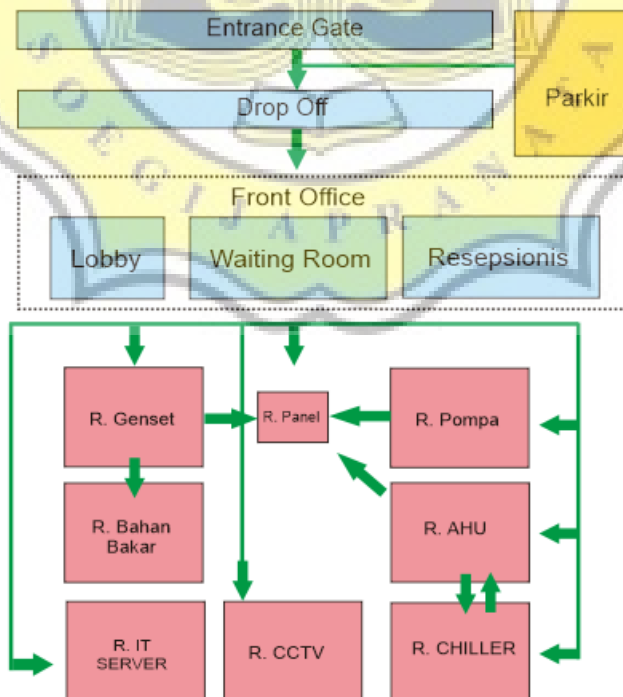 Entrance Gate
Parkir
Drop Off
SOEGIJAPRANATA
Front Office
Lobby
Waiting Room
Resepsionis
R. Genset
R. Panel
R. Pompa
R. Bahan
Bakar
R. AHU
R. IT
SERVER
R. CCTV
R. CHILLER